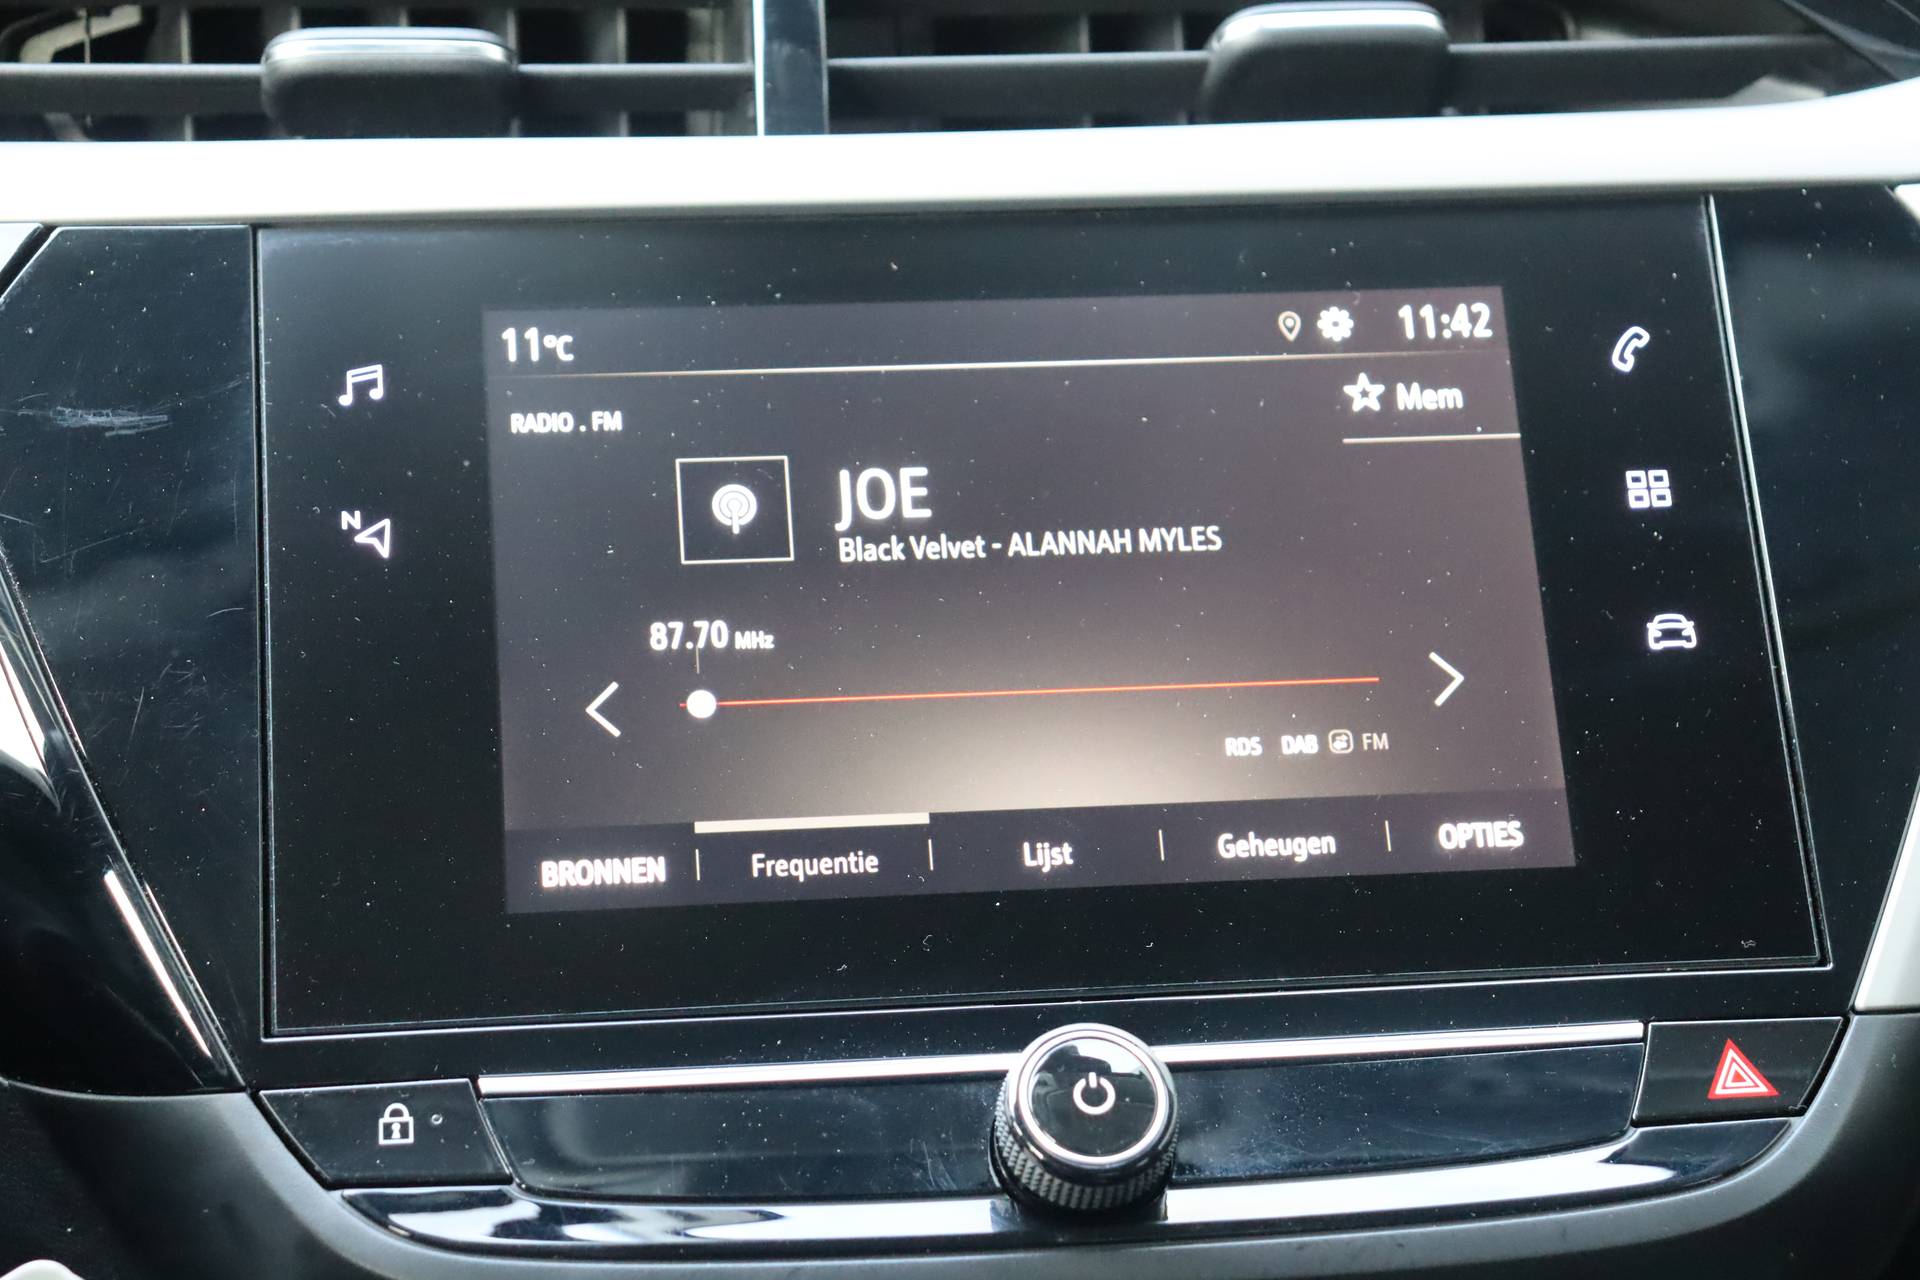 11°C 11:42
Mem
RADIO . FM
JOE
Black Velvet - ALANNAH MYLES
87.70 MHz
N
RDS DAB FM
BRONNEN Frequentie Lijst Geheugen OPTIES